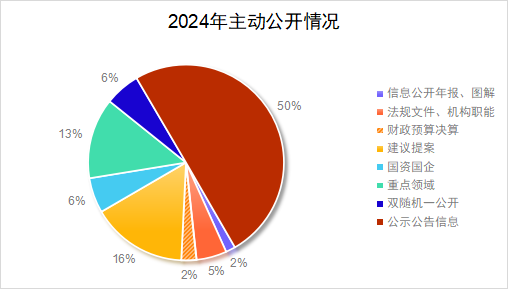 2024年主动公开情况
6%
50%
13%
6%
16%
2%
5%
2%
信息公开年报、图解
法规文件、机构职能
财政预算决算
建议提案
国资国企
重点领域
双随机一公开
公示公告信息